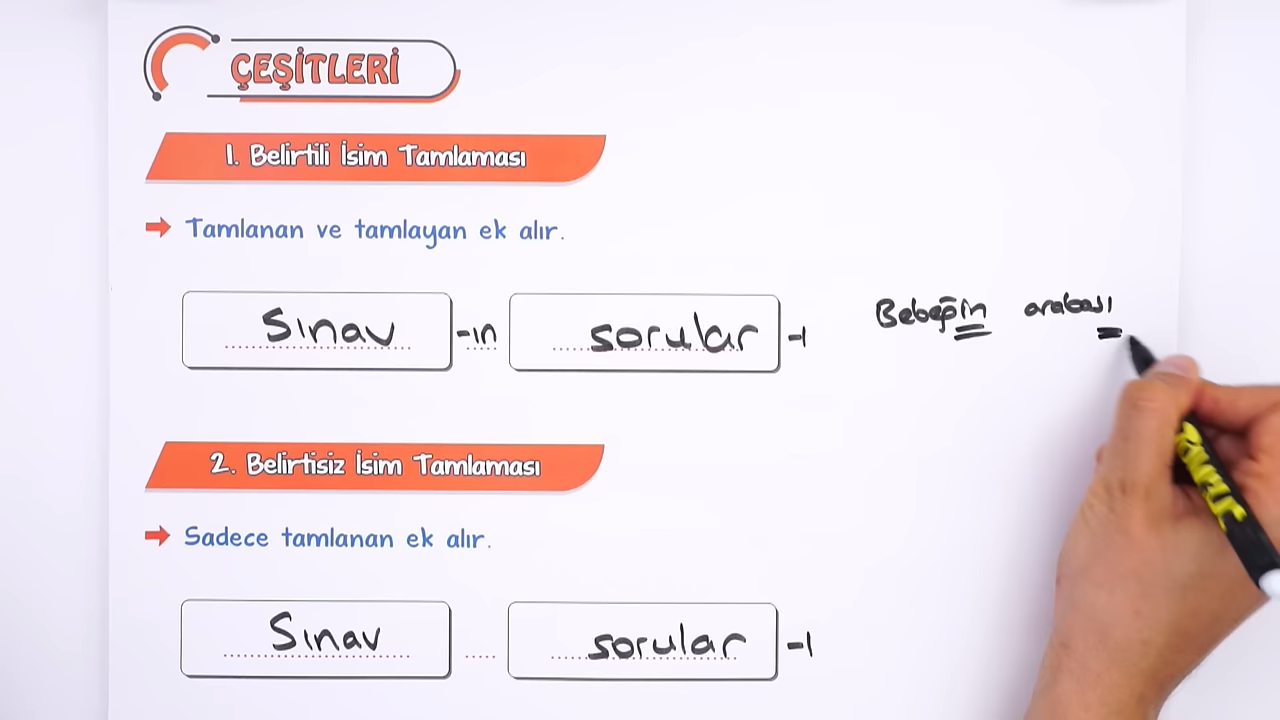 ÇEŞİTLERİ
1. Belirtili İsim Tamlaması
Tamlanan ve tamlayan ek alır.
Sınav -ın sorular -ı Bebeğin arabası
2. Belirtisiz İsim Tamlaması
Sadece tamlanan ek alır.
Sınav ..... sorular -ı